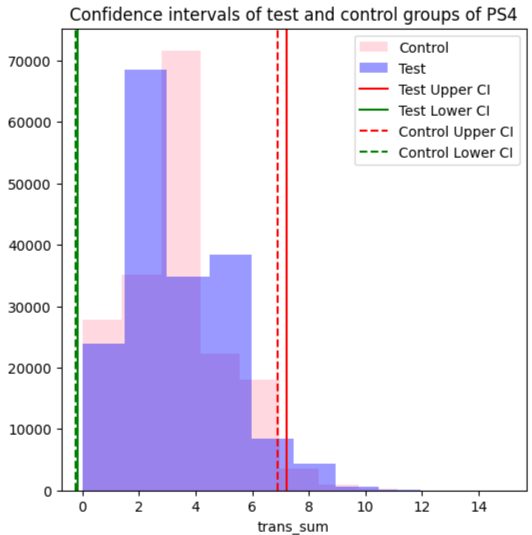 Confidence intervals of test and control groups of PS4
Control
Test
Test Upper CI
Test Lower CI
Control Upper CI
Control Lower CI
70000
60000
50000
40000
30000
20000
10000
0
0 2 4 6 8 10 12 14
trans_sum